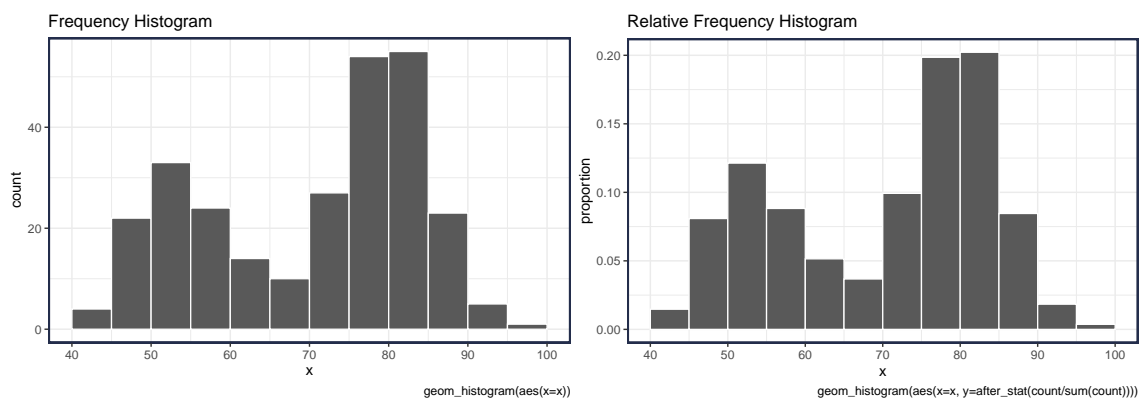 Frequency Histogram
count
40
20
0
40 50 60 70 80 90 100
x
geom_histogram(aes(x=x))
Relative Frequency Histogram
proportion
0.20
0.15
0.10
0.05
0.00
40 50 60 70 80 90 100
x
geom_histogram(aes(x=x, y=after_stat(count/sum(count))))